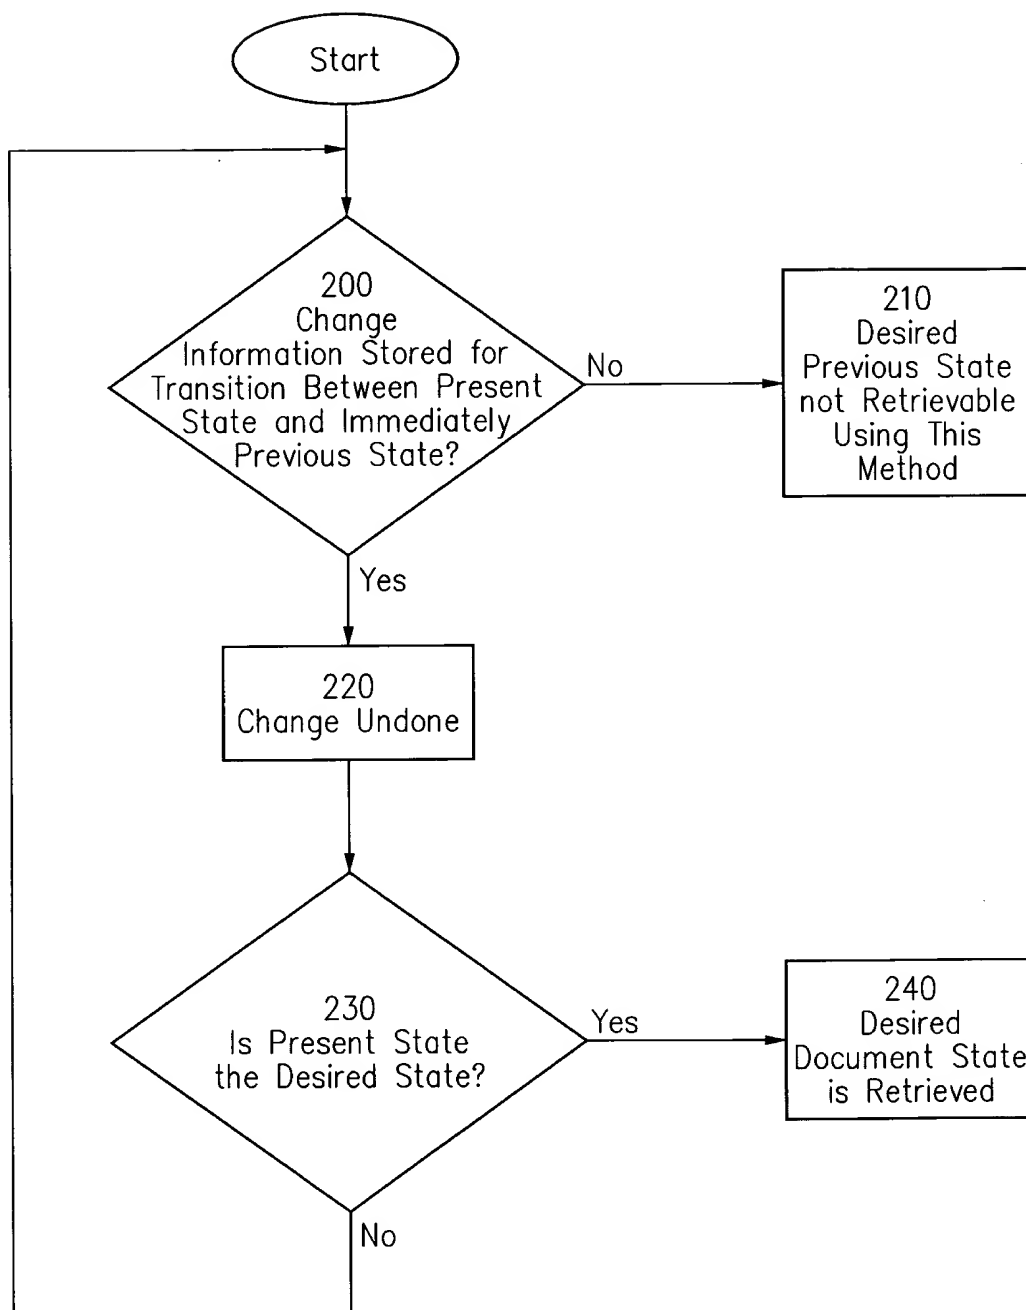 Start
200
Change
Information Stored for
Transition Between Present
State and Immediately
Previous State?
No
210
Desired
Previous State
not Retrievable
Using This
Method
Yes
220
Change Undone
230
Is Present State
the Desired State?
Yes
240
Desired
Document State
is Retrieved
No